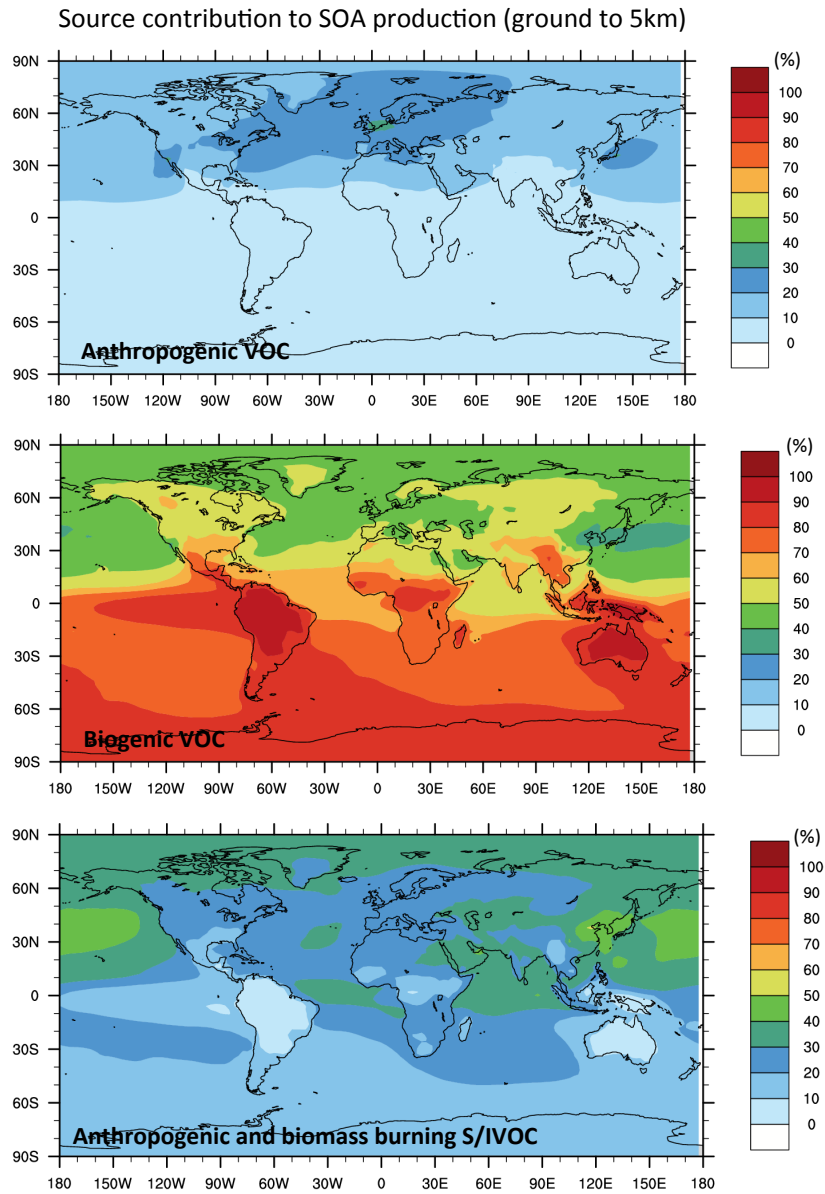 Source contribution to SOA production (ground to 5km)
(%)
90N
60N
30N
0
30S
60S
90S
180 150W 120W 90W 60W 30W 0 30E 60E 90E 120E 150E 180
100
90
80
70
60
50
40
30
20
10
0
Anthropogenic VOC
(%)
90N
60N
30N
0
30S
60S
90S
180 150W 120W 90W 60W 30W 0 30E 60E 90E 120E 150E 180
100
90
80
70
60
50
40
30
20
10
0
Biogenic VOC
(%)
90N
60N
30N
0
30S
60S
90S
180 150W 120W 90W 60W 30W 0 30E 60E 90E 120E 150E 180
100
90
80
70
60
50
40
30
20
10
0
Anthropogenic and biomass burning S/IVOC